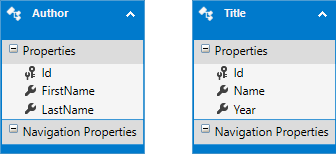 Author
Properties
Id
FirstName
LastName
Navigation Properties
Title
Properties
Id
Name
Year
Navigation Properties